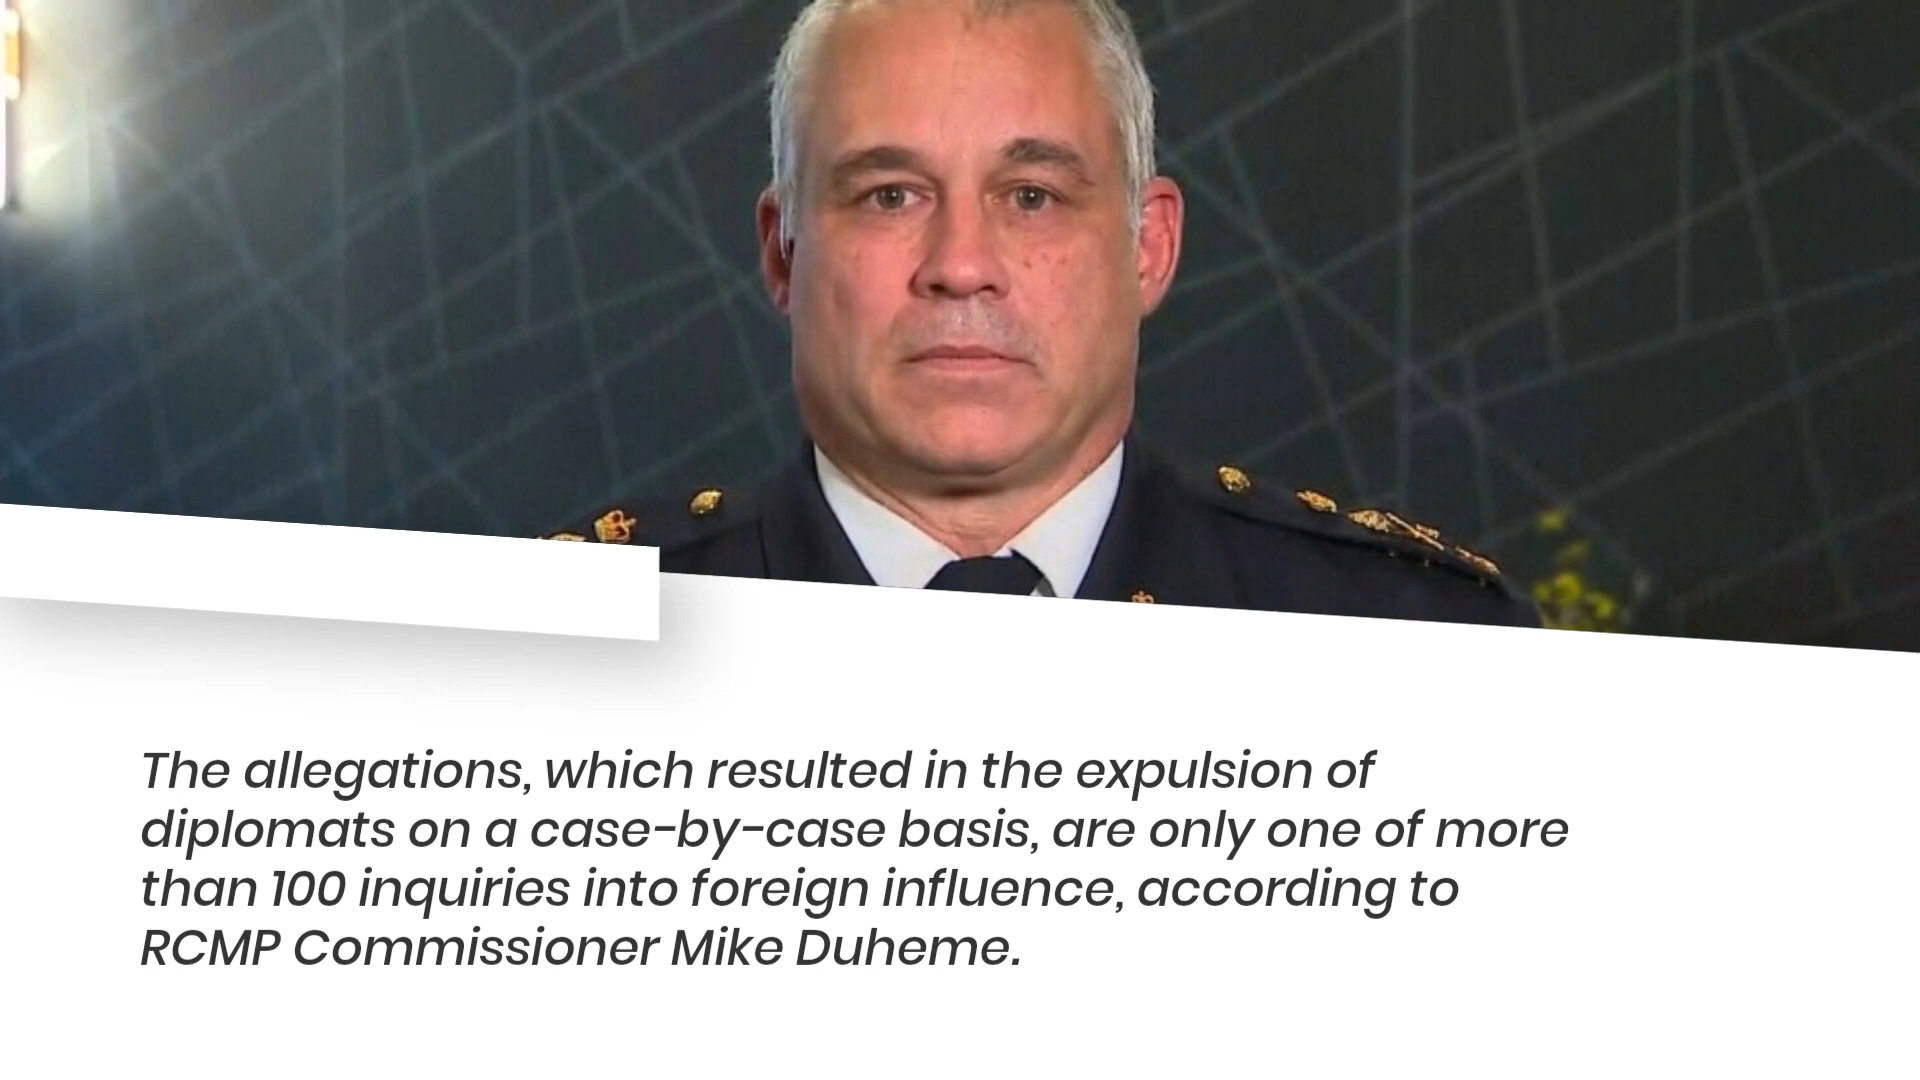 The allegations, which resulted in the expulsion of
diplomats on a case-by-case basis, are only one of more
than 100 inquiries into foreign influence, according to
RCMP Commissioner Mike Duheme.